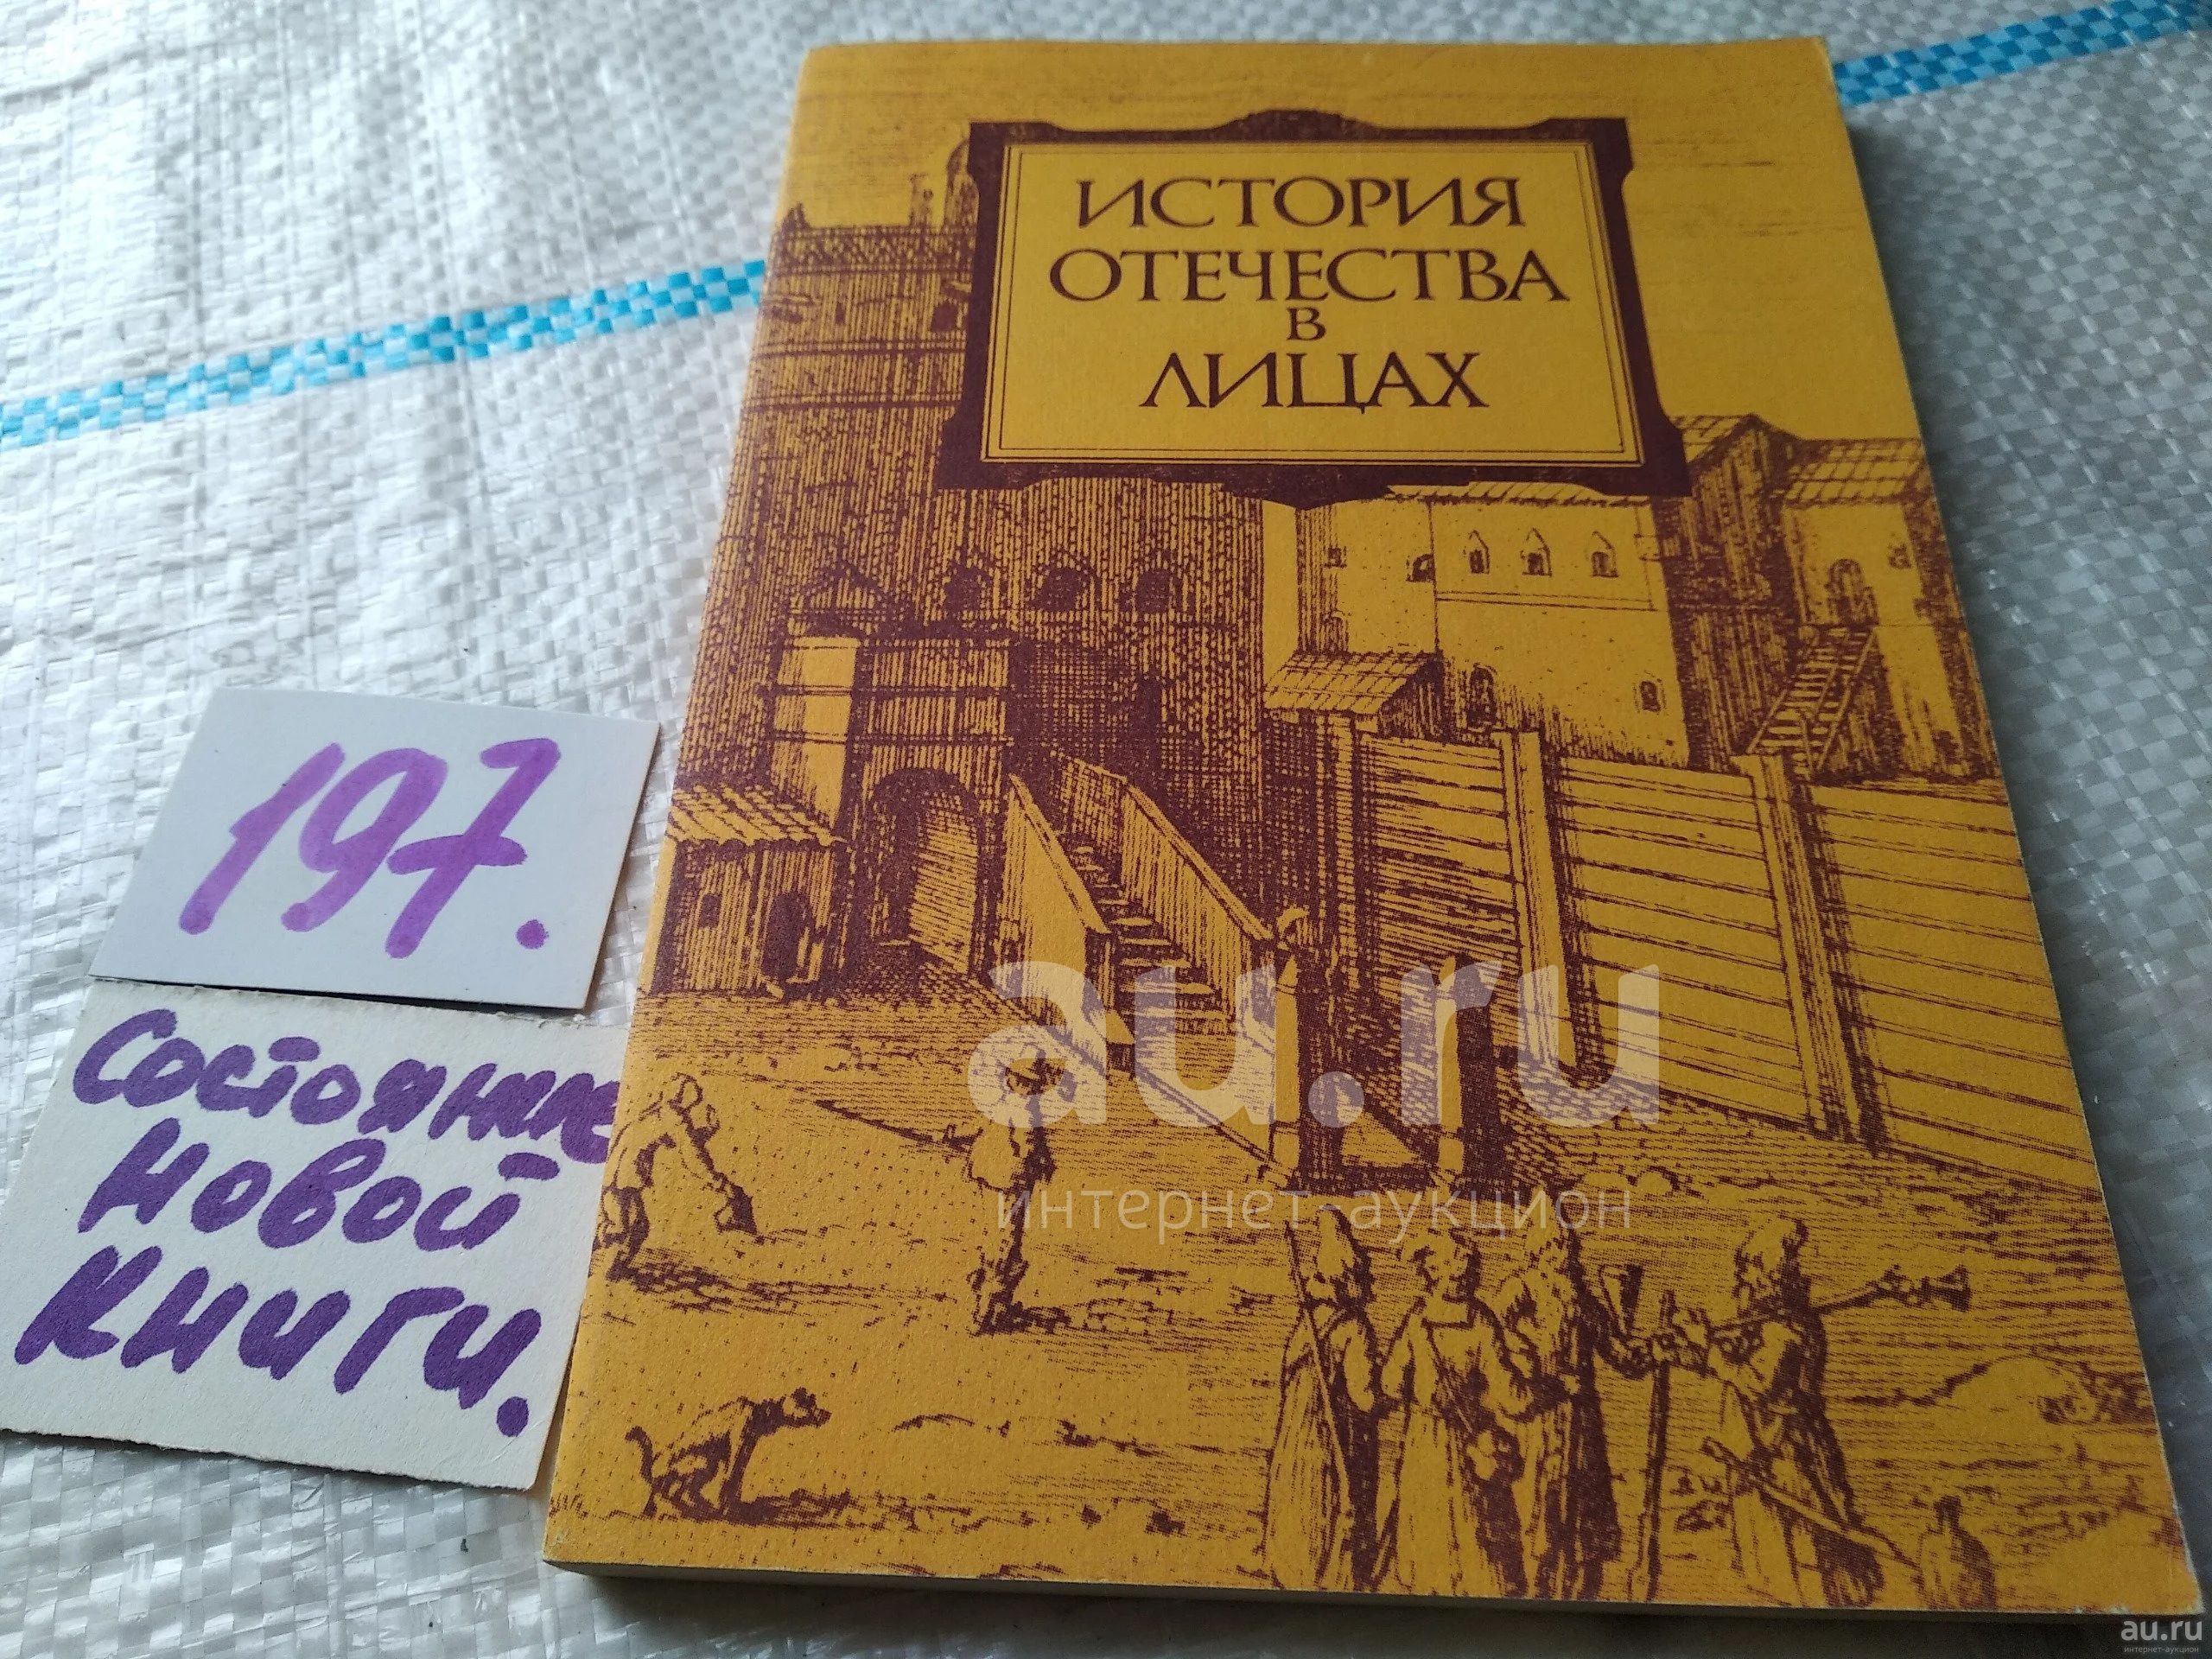 ИСТОРИЯ
ОТЕЧЕСТВА
В
ЛИЦАХ
197.
Состояние
новой
книги.
au.ru
интернет-аукцион
au.ru
интернет-аукцион